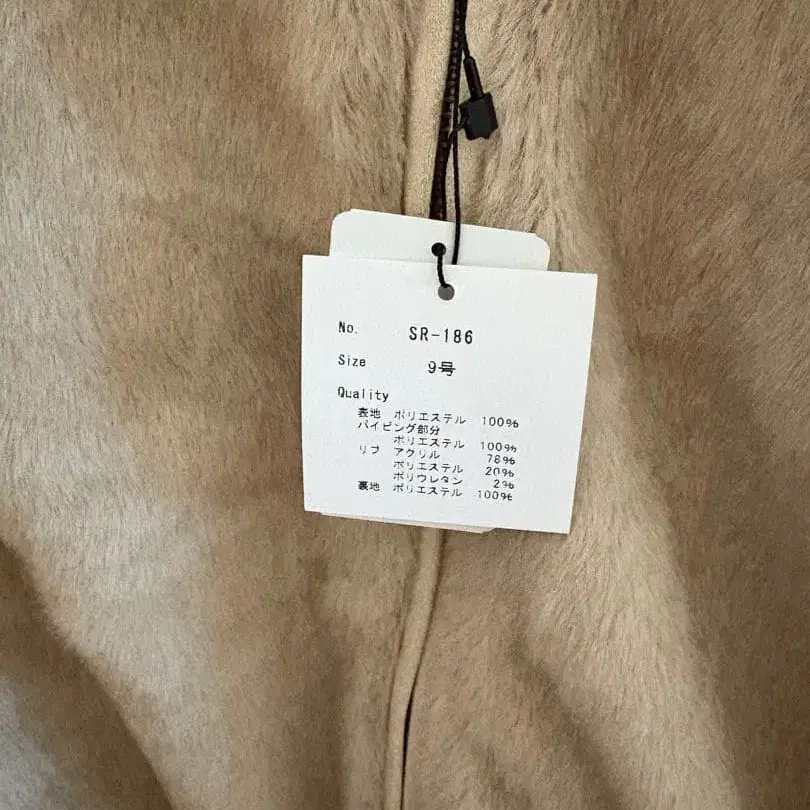 No. SR-186
Size 9号
Quality
表地 ポリエステル 100%
パイピング部分
ポリエステル 100%
リブ アクリル 78%
ポリエステル 20%
ポリウレタン 2%
裏地 ポリエステル 100%